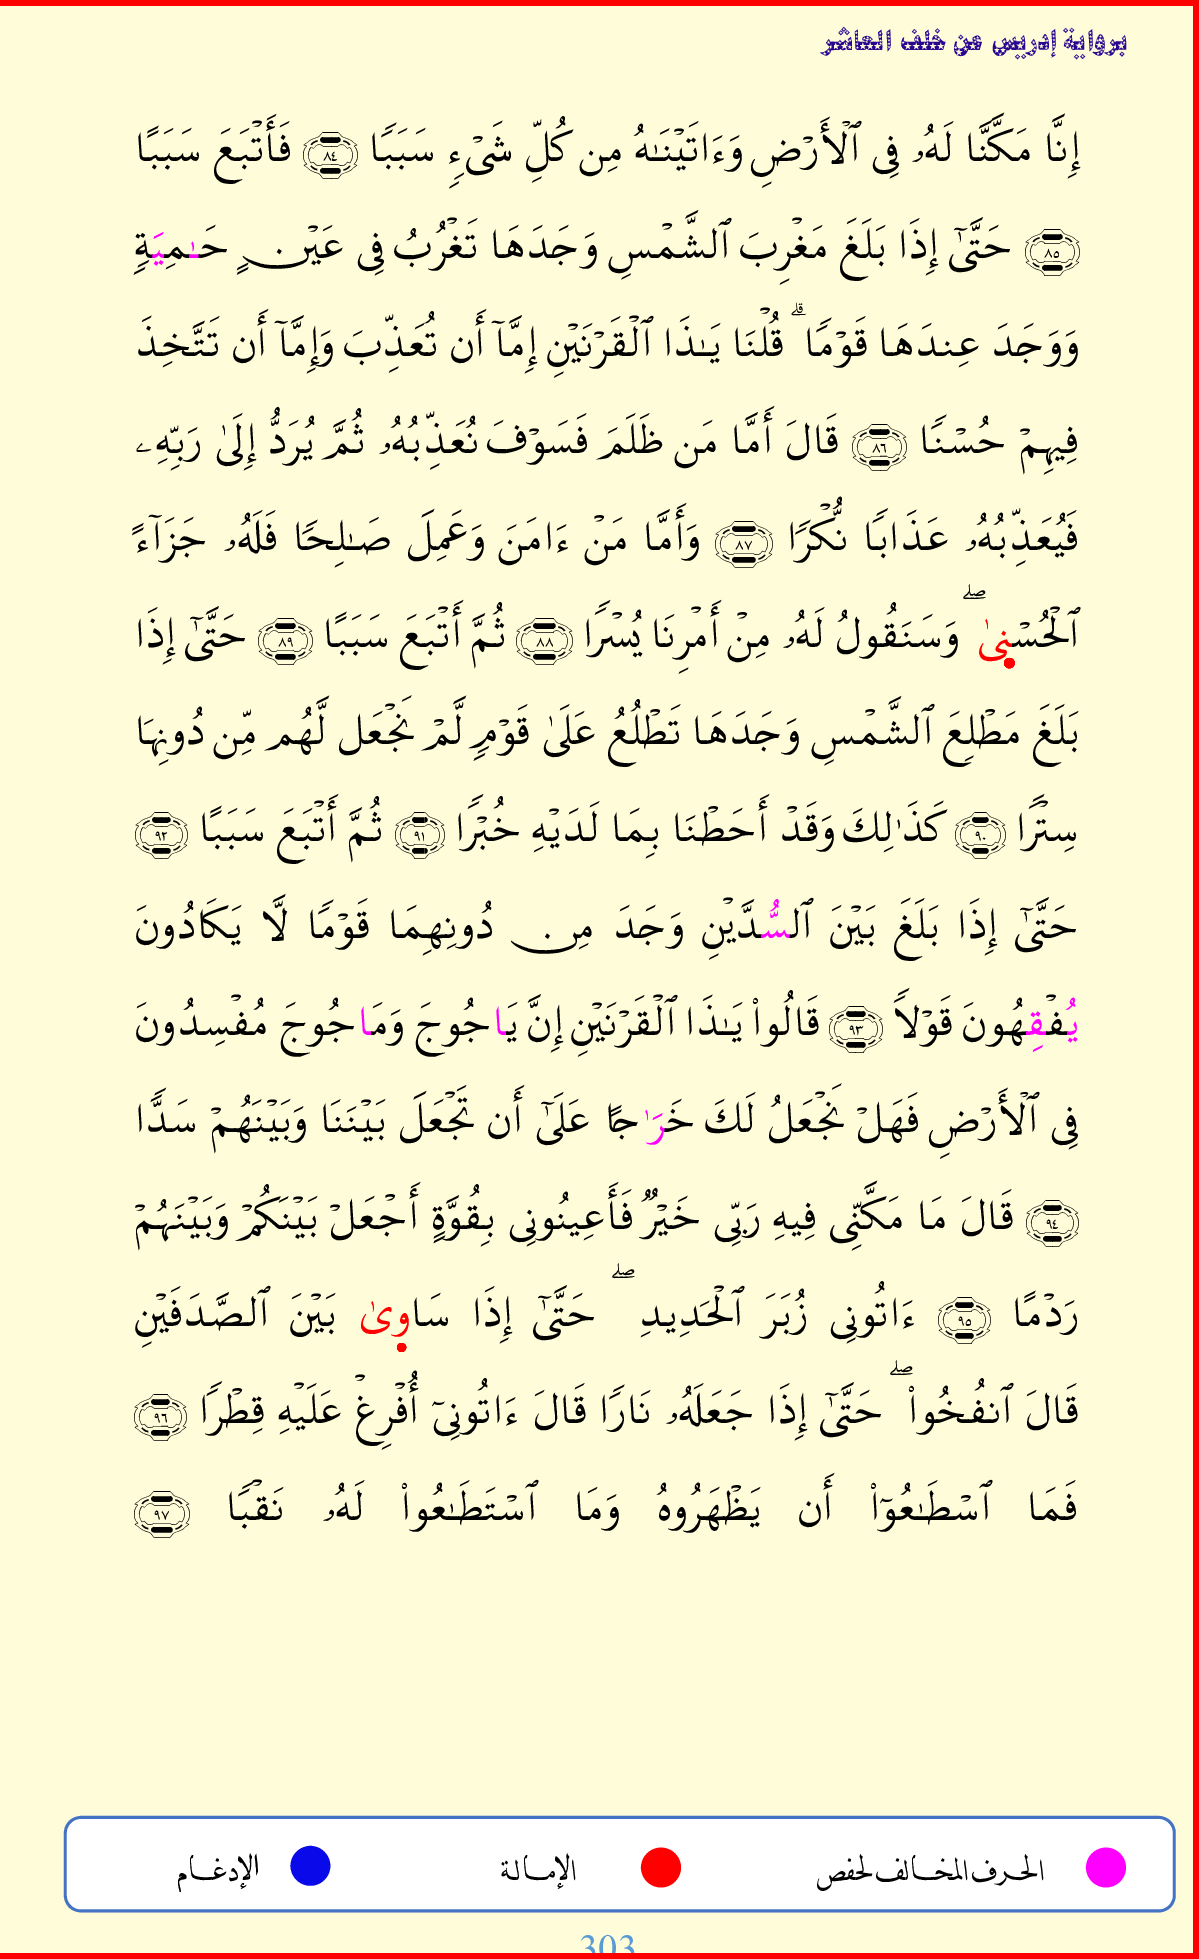 برواية إدريس عن خلف العاشر
إِنَّا مَكَّنَّا لَهُۥ فِى ٱلۡأَرۡضِ وَءَاتَيۡنَـٰهُ مِن كُلِّ شَىۡءٍۢ سَبَبًا ٨٤ فَأَتۡبَعَ سَبَبًا
٨٥ حَتَّىٰٓ إِذَا بَلَغَ مَغۡرِبَ ٱلشَّمۡسِ وَجَدَهَا تَغۡرُبُ فِى عَيۡنٍ حَـٰمِيَةٍ
وَوَجَدَ عِندَهَا قَوۡمًاۗ قُلۡنَا يَـٰذَا ٱلۡقَرۡنَيۡنِ إِمَّآ أَن تُعَذِّبَ وَإِمَّآ أَن تَتَّخِذَ
فِيهِمۡ حُسۡنًا ٨٦ قَالَ أَمَّا مَن ظَلَمَ فَسَوۡفَ نُعَذِّبُهُۥ ثُمَّ يُرَدُّ إِلَىٰ رَبِّهِۦ
فَيُعَذِّبُهُۥ عَذَابًا نُّكۡرًا ٨٧ وَأَمَّا مَنۡ ءَامَنَ وَعَمِلَ صَـٰلِحًا فَلَهُۥ جَزَآءً
ٱلۡحُسۡنِىٰۖ وَسَنَقُولُ لَهُۥ مِنۡ أَمۡرِنَا يُسۡرًا ٨٨ ثُمَّ أَتۡبَعَ سَبَبًا ٨٩ حَتَّىٰٓ إِذَا
بَلَغَ مَطۡلِعَ ٱلشَّمۡسِ وَجَدَهَا تَطۡلُعُ عَلَىٰ قَوۡمٍ لَّمۡ نَجۡعَل لَّهُم مِّن دُونِهَا
سِتۡرًا ٩٠ كَذَٰلِكَ وَقَدۡ أَحَطۡنَا بِمَا لَدَيۡهِ خُبۡرًا ٩١ ثُمَّ أَتۡبَعَ سَبَبًا ٩٢
حَتَّىٰٓ إِذَا بَلَغَ بَيۡنَ ٱلسُّدَّيۡنِ وَجَدَ مِن دُونِهِمَا قَوۡمًا لَّا يَكَادُونَ
يُفۡقِهُونَ قَوۡلًا ٩٣ قَالُوا۟ يَـٰذَا ٱلۡقَرۡنَيۡنِ إِنَّ يَاجُوجَ وَمَاجُوجَ مُفۡسِدُونَ
فِى ٱلۡأَرۡضِ فَهَلۡ نَجۡعَلُ لَكَ خَرَٰجًا عَلَىٰٓ أَن تَجۡعَلَ بَيۡنَنَا وَبَيۡنَهُمۡ سَدًّا
٩٤ قَالَ مَا مَكَّنِّى فِيهِ رَبِّى خَيۡرٌ فَأَعِينُونِى بِقُوَّةٍ أَجۡعَلۡ بَيۡنَكُمۡ وَبَيۡنَهُمۡ
رَدۡمًا ٩٥ ءَاتُونِى زُبَرَ ٱلۡحَدِيدِۖ حَتَّىٰٓ إِذَا سَاوِىٰ بَيۡنَ ٱلصَّدَفَيۡنِ
قَالَ ٱنفُخُوا۟ۖ حَتَّىٰٓ إِذَا جَعَلَهُۥ نَارًا قَالَ ءَاتُونِىٓ أُفۡرِغۡ عَلَيۡهِ قِطۡرًا ٩٦
فَمَا ٱسۡطَـٰعُوٓا۟ أَن يَظۡهَرُوهُ وَمَا ٱسۡتَطَـٰعُوا۟ لَهُۥ نَقۡبًا ٩٧
الحرف المخالف لحفص الإمالة الإدغام
303